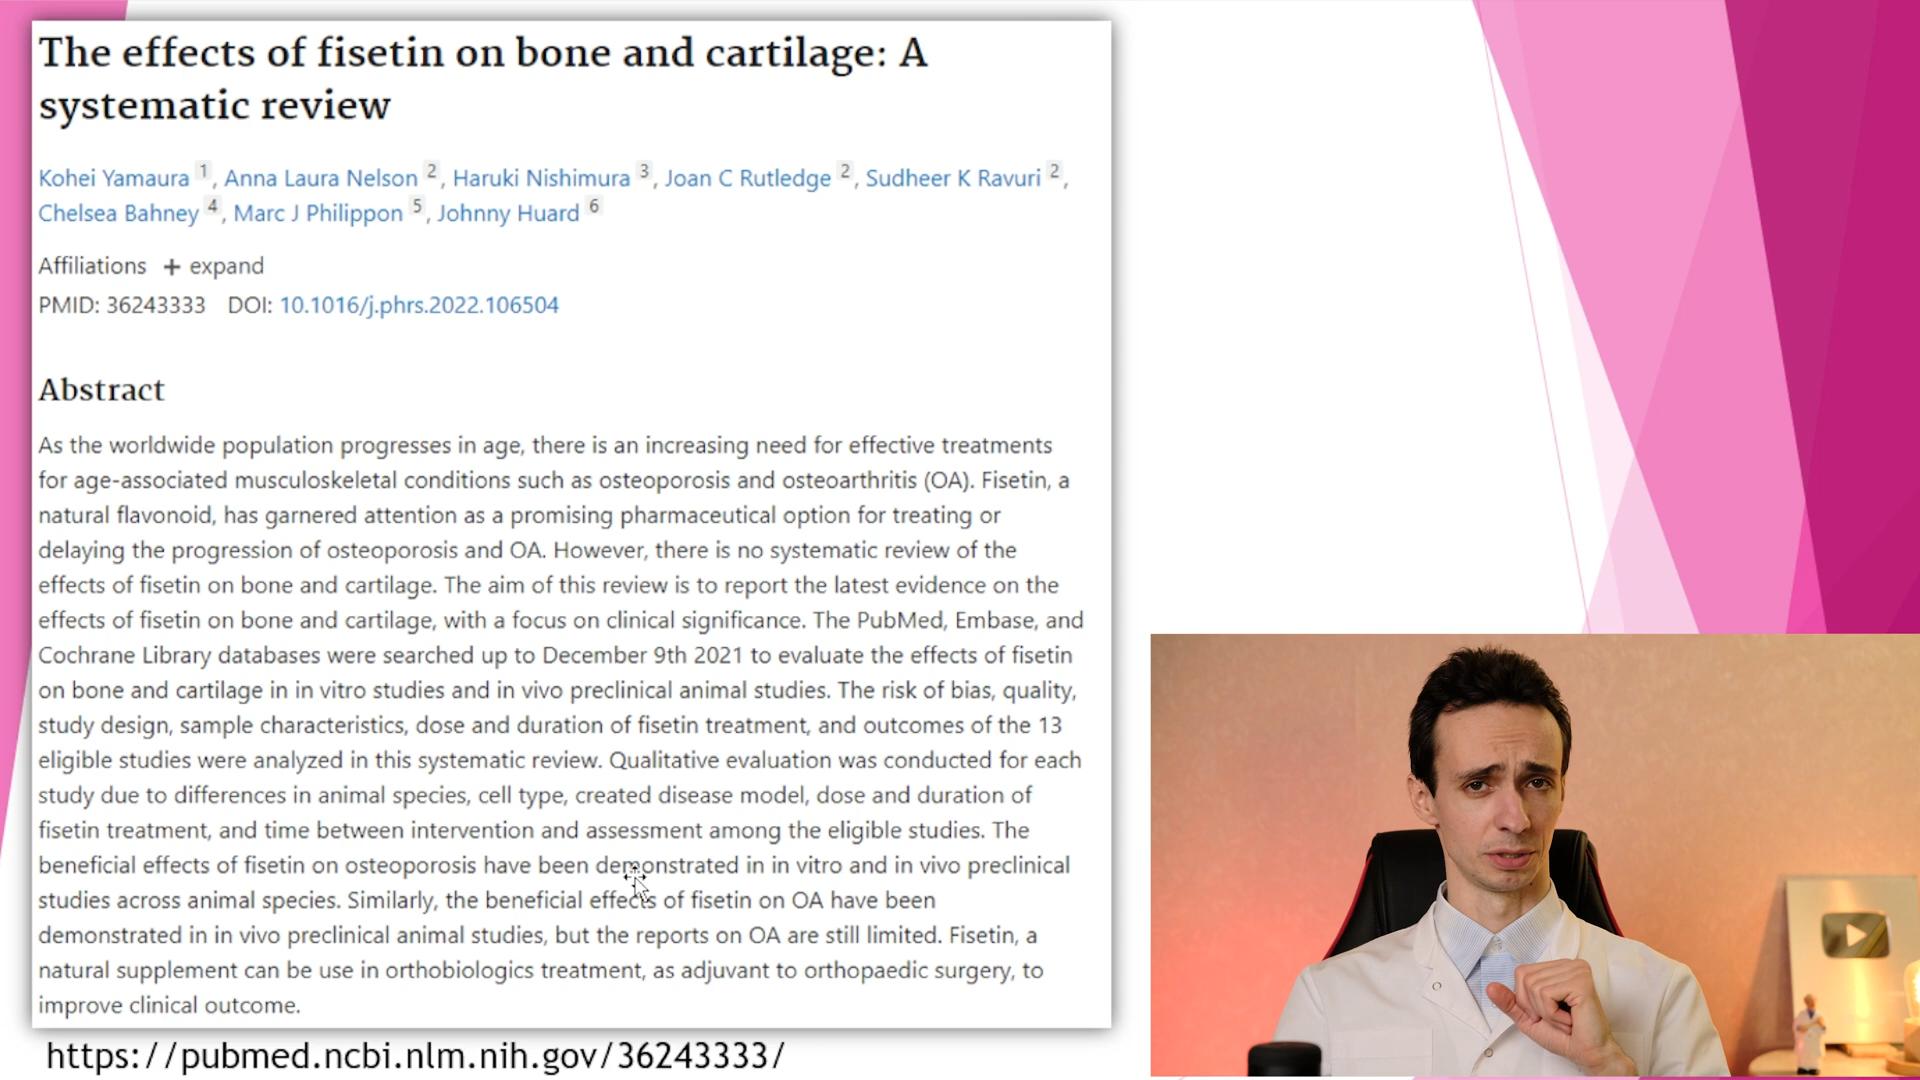 The effects of fisetin on bone and cartilage: A
systematic review
Kohei Yamaura 1, Anna Laura Nelson 2, Haruki Nishimura 3, Joan C Rutledge 2, Sudheer K Ravuri 2,
Chelsea Bahney 4, Marc J Philippon 5, Johnny Huard 6
Affiliations + expand
PMID: 36243333 DOI: 10.1016/j.phrs.2022.106504
Abstract
As the worldwide population progresses in age, there is an increasing need for effective treatments
for age-associated musculoskeletal conditions such as osteoporosis and osteoarthritis (OA). Fisetin, a
natural flavonoid, has garnered attention as a promising pharmaceutical option for treating or
delaying the progression of osteoporosis and OA. However, there is no systematic review of the
effects of fisetin on bone and cartilage. The aim of this review is to report the latest evidence on the
effects of fisetin on bone and cartilage, with a focus on clinical significance. The PubMed, Embase, and
Cochrane Library databases were searched up to December 9th 2021 to evaluate the effects of fisetin
on bone and cartilage in in vitro studies and in vivo preclinical animal studies. The risk of bias, quality,
study design, sample characteristics, dose and duration of fisetin treatment, and outcomes of the 13
eligible studies were analyzed in this systematic review. Qualitative evaluation was conducted for each
study due to differences in animal species, cell type, created disease model, dose and duration of
fisetin treatment, and time between intervention and assessment among the eligible studies. The
beneficial effects of fisetin on osteoporosis have been demonstrated in in vitro and in vivo preclinical
studies across animal species. Similarly, the beneficial effects of fisetin on OA have been
demonstrated in in vivo preclinical animal studies, but the reports on OA are still limited. Fisetin, a
natural supplement can be use in orthobiologics treatment, as adjuvant to orthopaedic surgery, to
improve clinical outcome.
https://pubmed.ncbi.nlm.nih.gov/36243333/